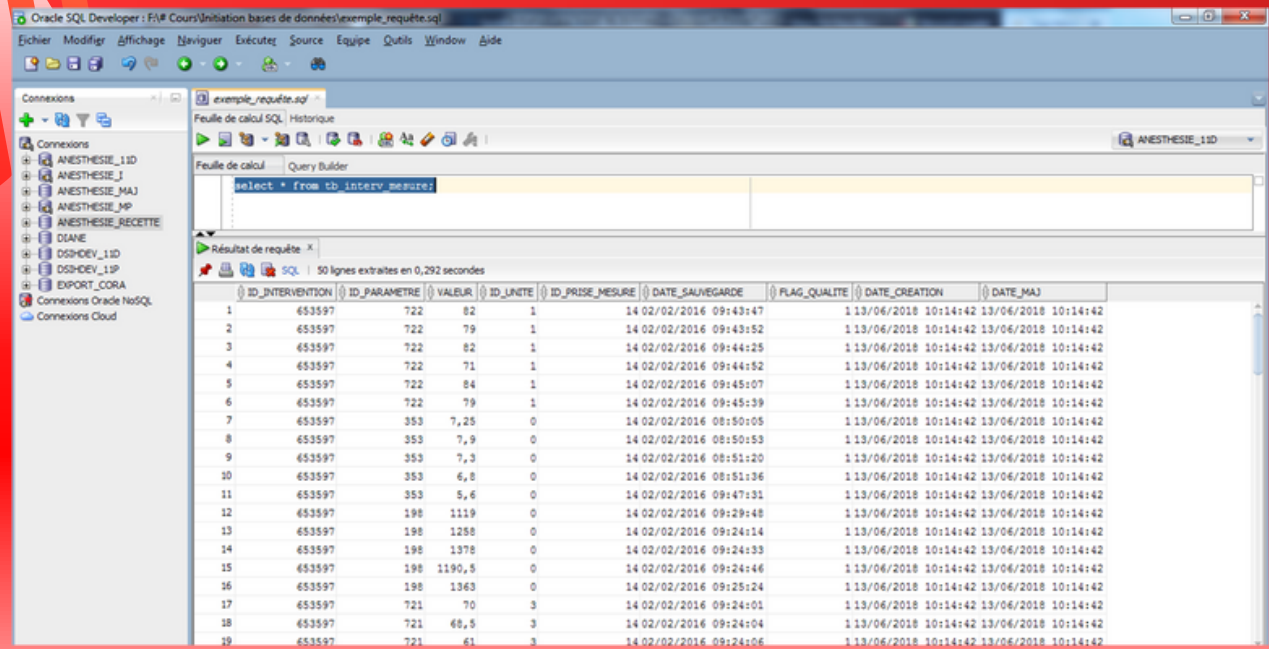 Oracle SQL Developer : F:\# Cours\Initiation bases de données\exemple_requête.sql
Fichier Modifier Affichage Naviguer Exécuter Source Equipe Outils Window Aide
Connexions
Connexions
ANESTHESIE_11D
ANESTHESIE_I
ANESTHESIE_MAJ
ANESTHESIE_MP
ANESTHESIE_RECETTE
DIANE
DSIHDEV_11D
DSIHDEV_11P
EXPORT_CORA
Connexions Oracle NoSQL
Connexions Cloud
exemple_requête.sql
Feuille de calcul SQL Historique
ANESTHESIE_11D
Feuille de calcul Query Builder
select * from tb_interv_mesure;
Résultat de requête
SQL | 50 lignes extraites en 0,292 secondes
ID_INTERVENTION ID_PARAMETRE VALEUR ID_UNITE ID_PRISE_MESURE DATE_SAUVEGARDE FLAG_QUALITE DATE_CREATION DATE_MAJ
1 653597 722 82 1 14 02/02/2016 09:43:47 1 13/06/2018 10:14:42 13/06/2018 10:14:42
2 653597 722 79 1 14 02/02/2016 09:43:52 1 13/06/2018 10:14:42 13/06/2018 10:14:42
3 653597 722 82 1 14 02/02/2016 09:44:25 1 13/06/2018 10:14:42 13/06/2018 10:14:42
4 653597 722 71 1 14 02/02/2016 09:44:52 1 13/06/2018 10:14:42 13/06/2018 10:14:42
5 653597 722 84 1 14 02/02/2016 09:45:07 1 13/06/2018 10:14:42 13/06/2018 10:14:42
6 653597 722 79 1 14 02/02/2016 09:45:39 1 13/06/2018 10:14:42 13/06/2018 10:14:42
7 653597 353 7,25 0 14 02/02/2016 08:50:05 1 13/06/2018 10:14:42 13/06/2018 10:14:42
8 653597 353 7,9 0 14 02/02/2016 08:50:53 1 13/06/2018 10:14:42 13/06/2018 10:14:42
9 653597 353 7,3 0 14 02/02/2016 08:51:20 1 13/06/2018 10:14:42 13/06/2018 10:14:42
10 653597 353 6,8 0 14 02/02/2016 08:51:36 1 13/06/2018 10:14:42 13/06/2018 10:14:42
11 653597 353 5,6 0 14 02/02/2016 09:47:31 1 13/06/2018 10:14:42 13/06/2018 10:14:42
12 653597 198 1119 0 14 02/02/2016 09:29:48 1 13/06/2018 10:14:42 13/06/2018 10:14:42
13 653597 198 1258 0 14 02/02/2016 09:24:14 1 13/06/2018 10:14:42 13/06/2018 10:14:42
14 653597 198 1378 0 14 02/02/2016 09:24:33 1 13/06/2018 10:14:42 13/06/2018 10:14:42
15 653597 198 1190,5 0 14 02/02/2016 09:24:46 1 13/06/2018 10:14:42 13/06/2018 10:14:42
16 653597 198 1363 0 14 02/02/2016 09:25:24 1 13/06/2018 10:14:42 13/06/2018 10:14:42
17 653597 721 70 3 14 02/02/2016 09:24:01 1 13/06/2018 10:14:42 13/06/2018 10:14:42
18 653597 721 68,5 3 14 02/02/2016 09:24:04 1 13/06/2018 10:14:42 13/06/2018 10:14:42
19 653597 721 61 3 14 02/02/2016 09:24:06 1 13/06/2018 10:14:42 13/06/2018 10:14:42